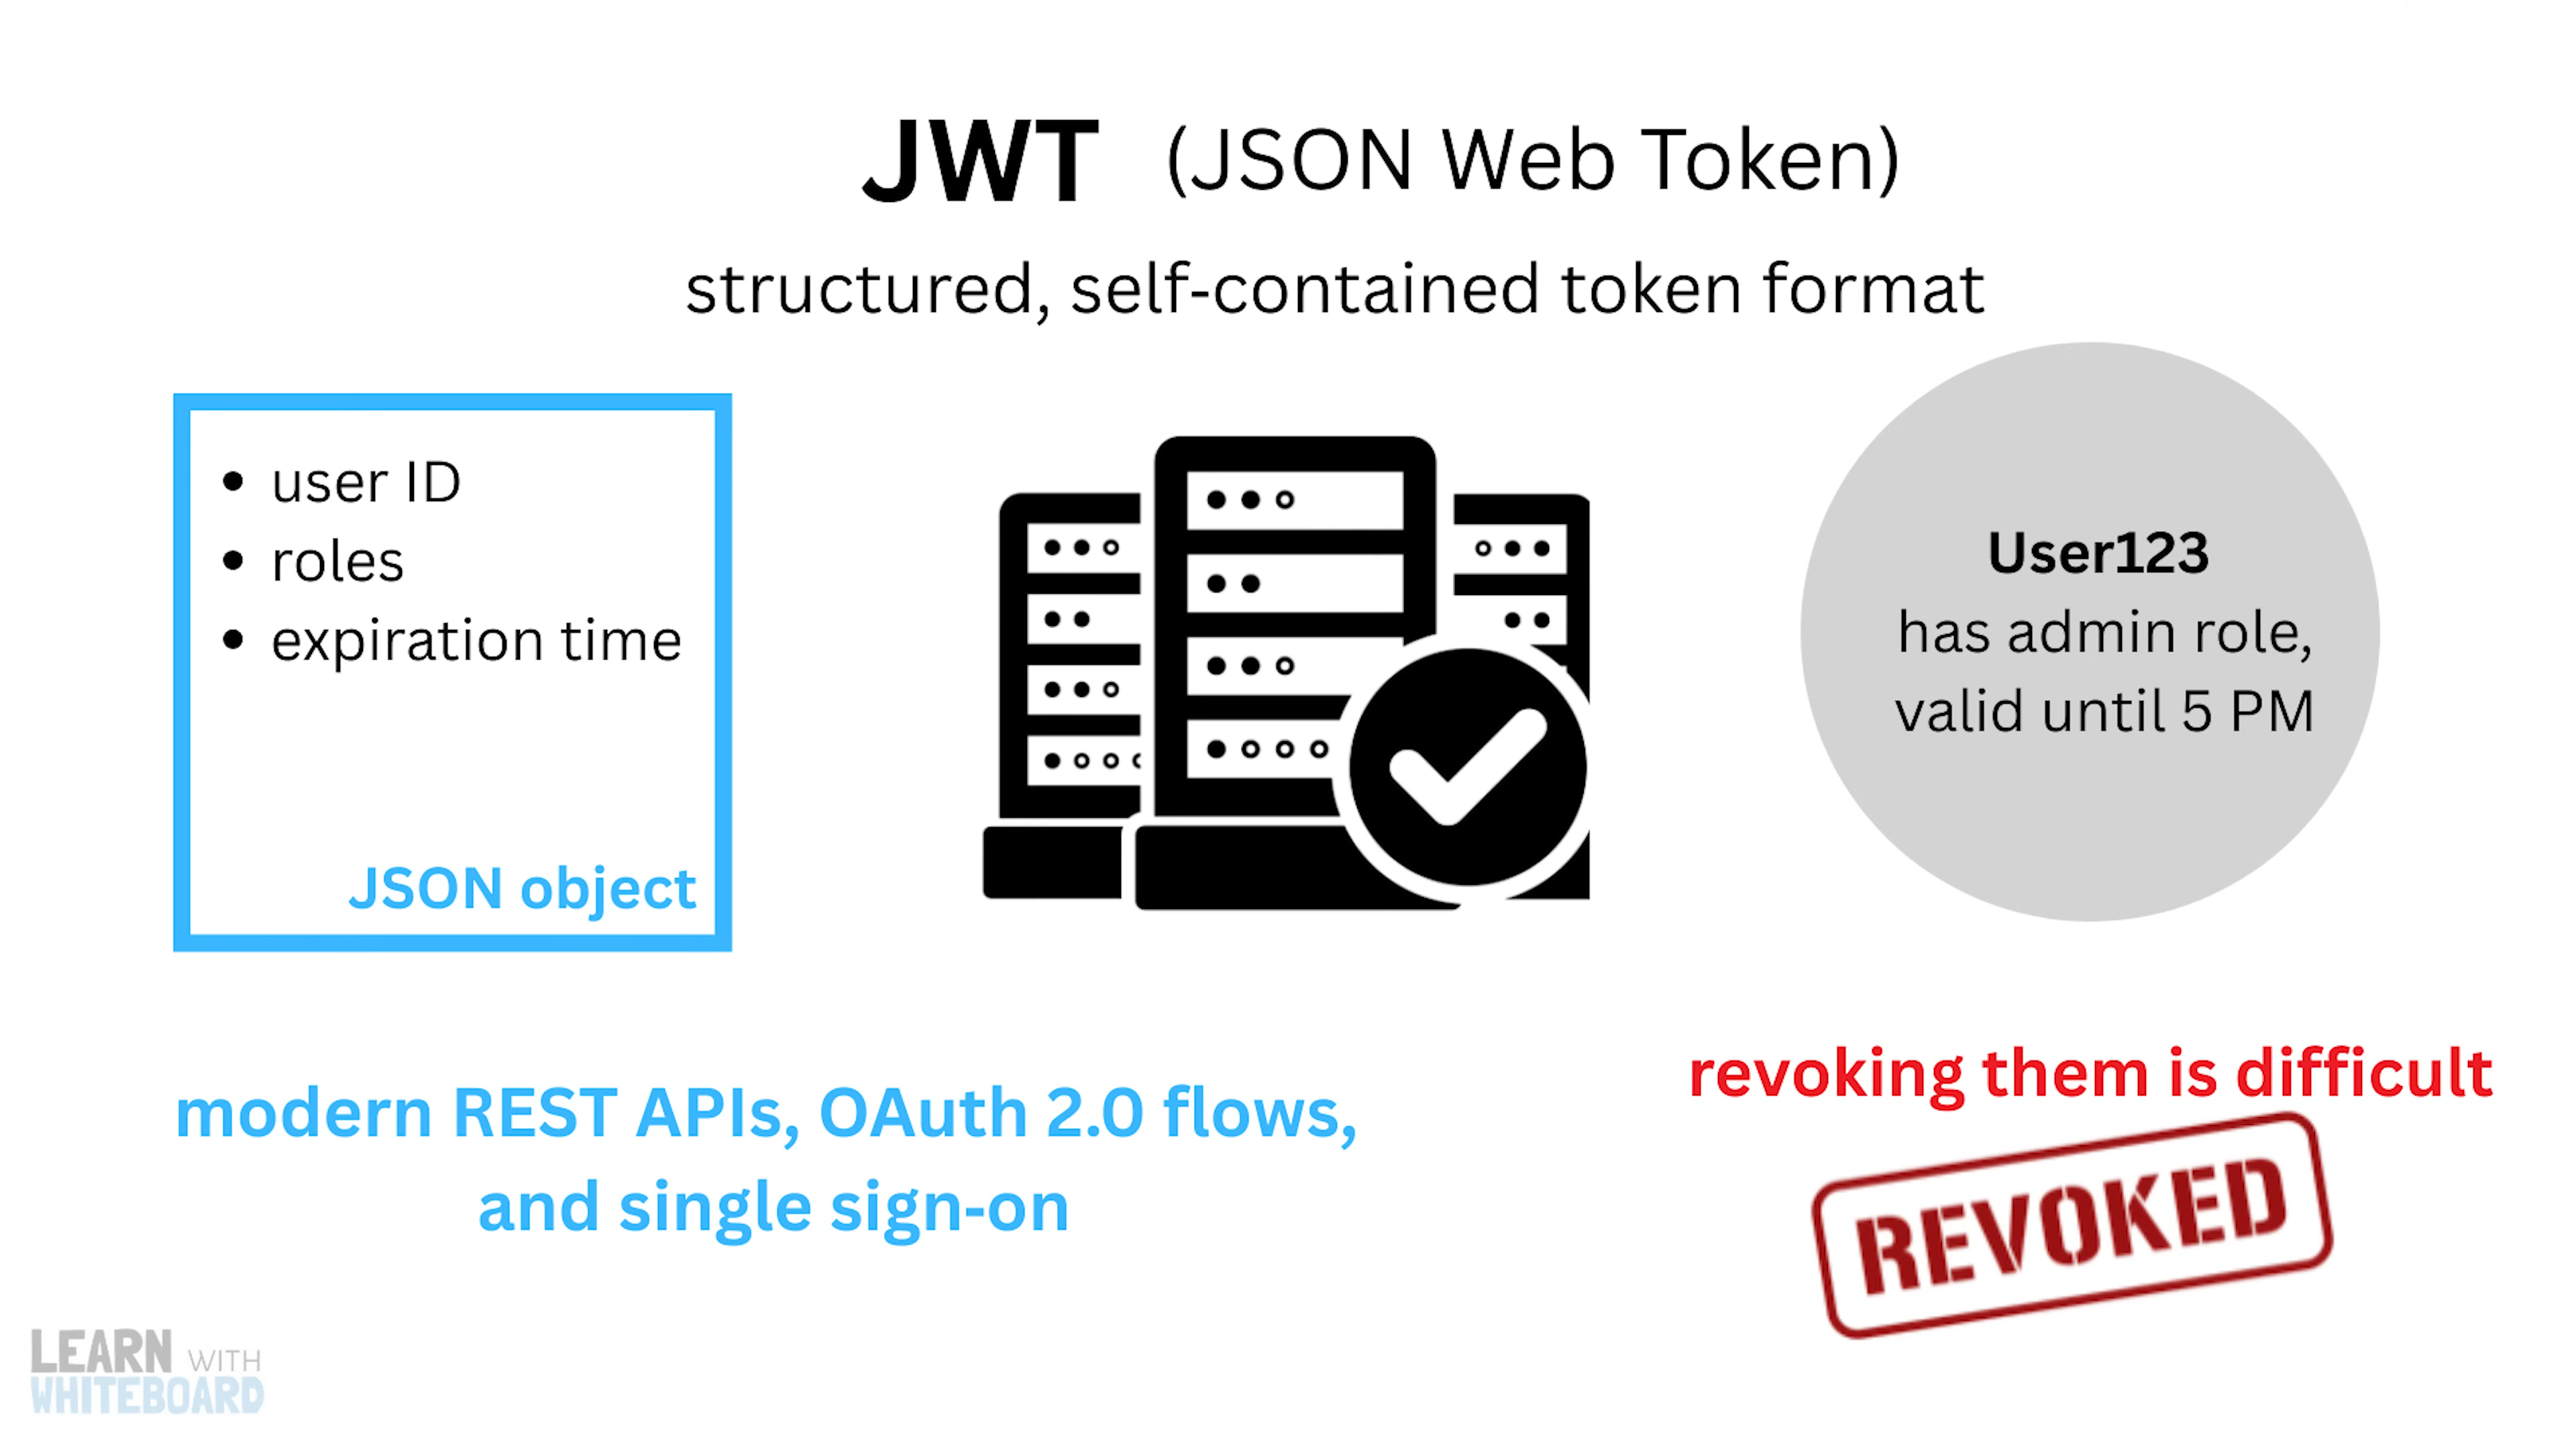 JWT (JSON Web Token)
structured, self-contained token format
• user ID
• roles
• expiration time
JSON object
User123
has admin role,
valid until 5 PM
modern REST APIs, OAuth 2.0 flows,
and single sign-on
revoking them is difficult
REVOKED
LEARN WITH
WHITEBOARD